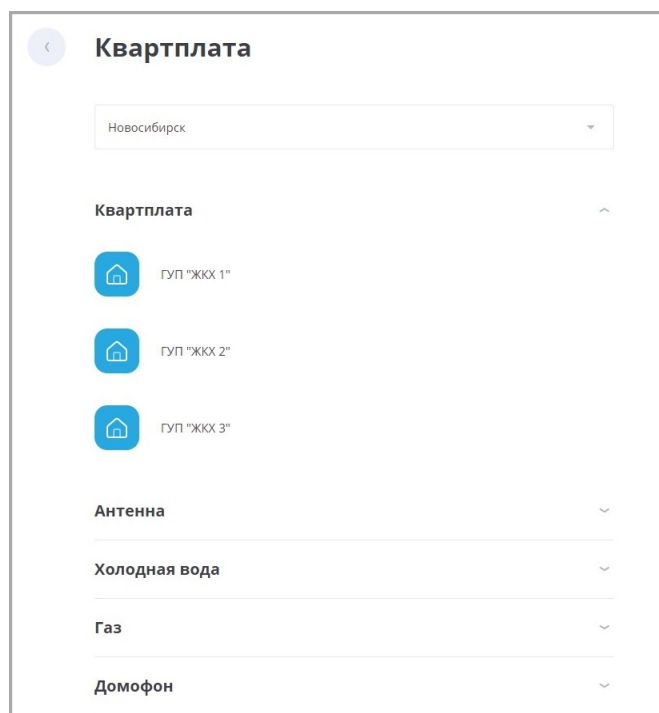 Квартплата
Новосибирск
Квартплата
ГУП "ЖКХ 1"
ГУП "ЖКХ 2"
ГУП "ЖКХ 3"
Антенна
Холодная вода
Газ
Домофон